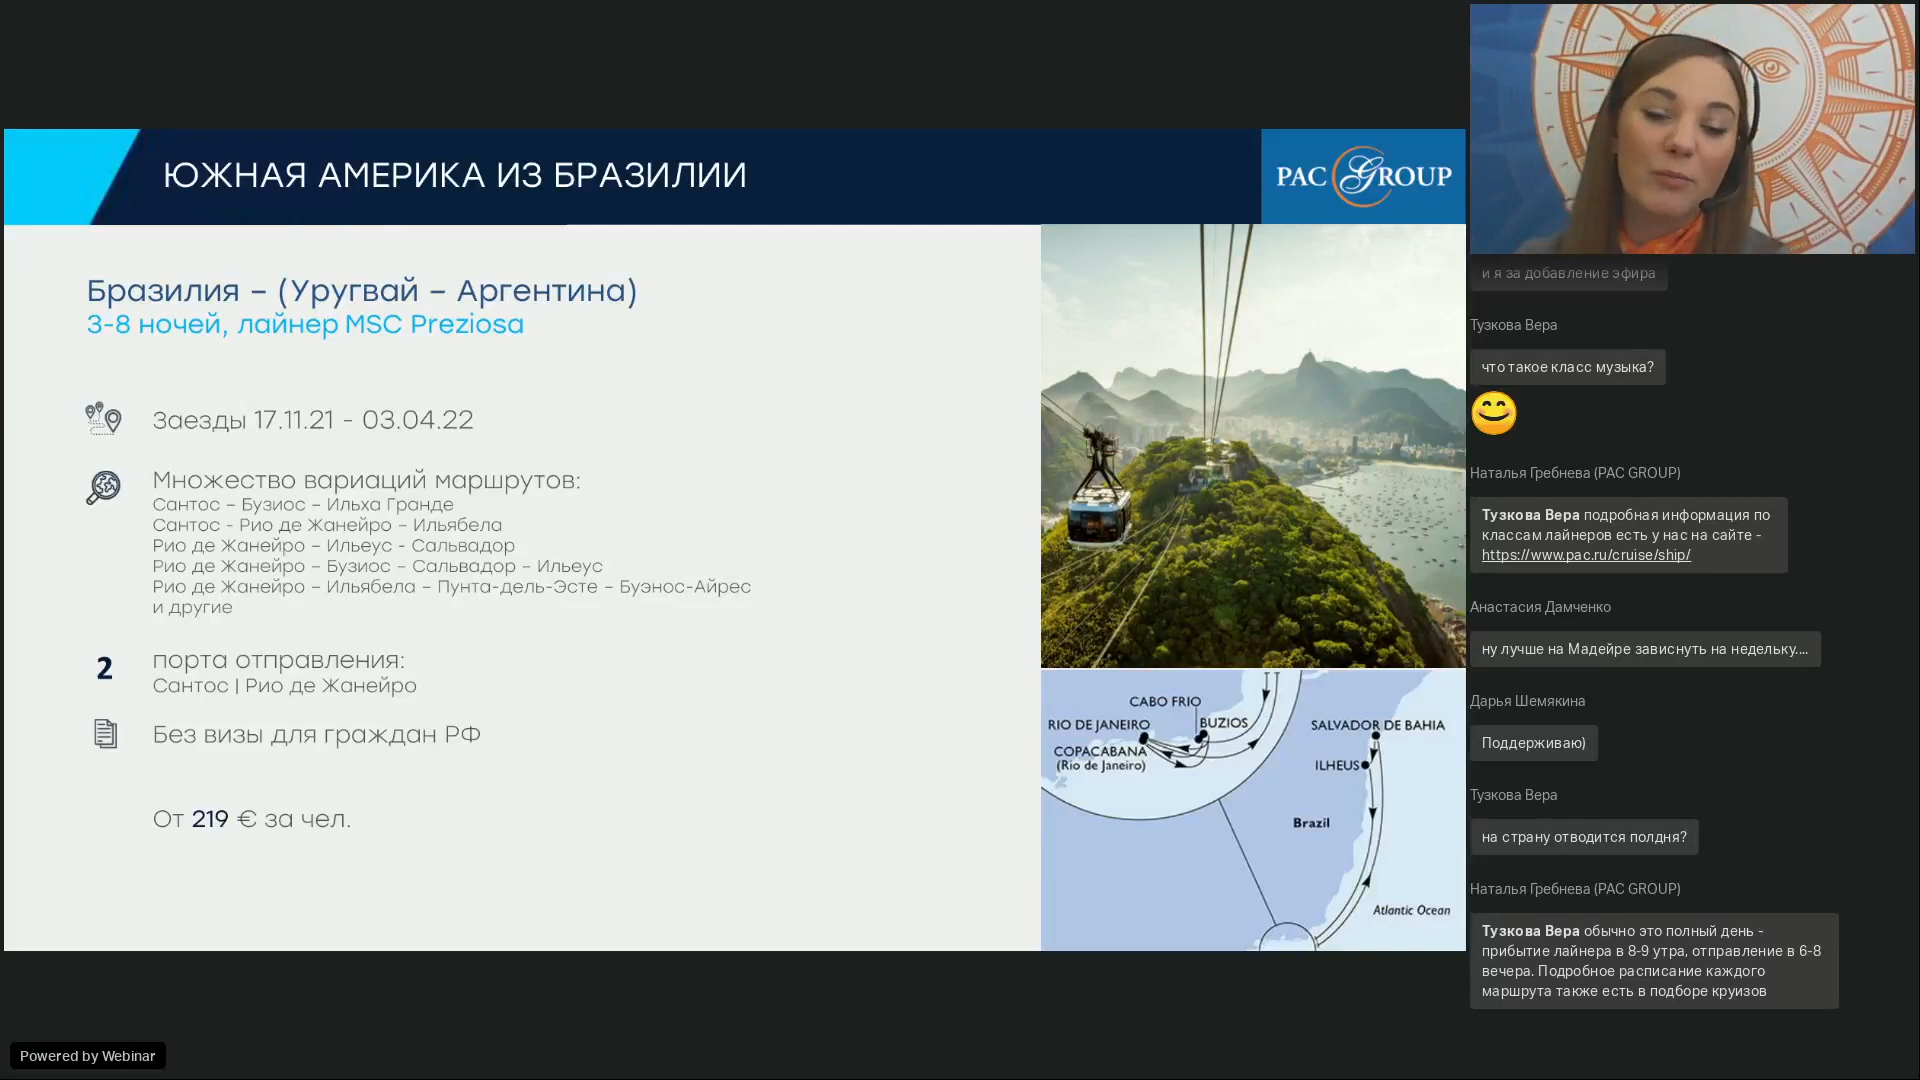 ЮЖНАЯ АМЕРИКА ИЗ БРАЗИЛИИ
PAC GROUP
Бразилия – (Уругвай – Аргентина)
3-8 ночей, лайнер MSC Preziosa
Заезды 17.11.21 - 03.04.22
Множество вариаций маршрутов:
Сантос – Бузиос – Ильха Гранде
Сантос - Рио де Жанейро – Ильябела
Рио де Жанейро – Ильеус - Сальвадор
Рио де Жанейро – Бузиос – Сальвадор – Ильеус
Рио де Жанейро – Ильябела – Пунта-дель-Эсте – Буэнос-Айрес
и другие
2
порта отправления:
Сантос | Рио де Жанейро
Без визы для граждан РФ
От 219 € за чел.
CABO FRIO
RIO DE JANEIRO
BUZIOS
COPACABANA
(Rio de Janeiro)
SALVADOR DE BAHIA
ILHEUS
Brazil
Atlantic Ocean
и я за добавление эфира
Тузкова Вера
что такое класс музыка?
Наталья Гребнева (PAC GROUP)
Тузкова Вера подробная информация по
классам лайнеров есть у нас на сайте -
https://www.pac.ru/cruise/ship/
Анастасия Дамченко
ну лучше на Мадейре зависнуть на недельку....
Дарья Шемякина
Поддерживаю)
Тузкова Вера
на страну отводится полдня?
Наталья Гребнева (PAC GROUP)
Тузкова Вера обычно это полный день -
прибытие лайнера в 8-9 утра, отправление в 6-8
вечера. Подробное расписание каждого
маршрута также есть в подборе круизов
Powered by Webinar